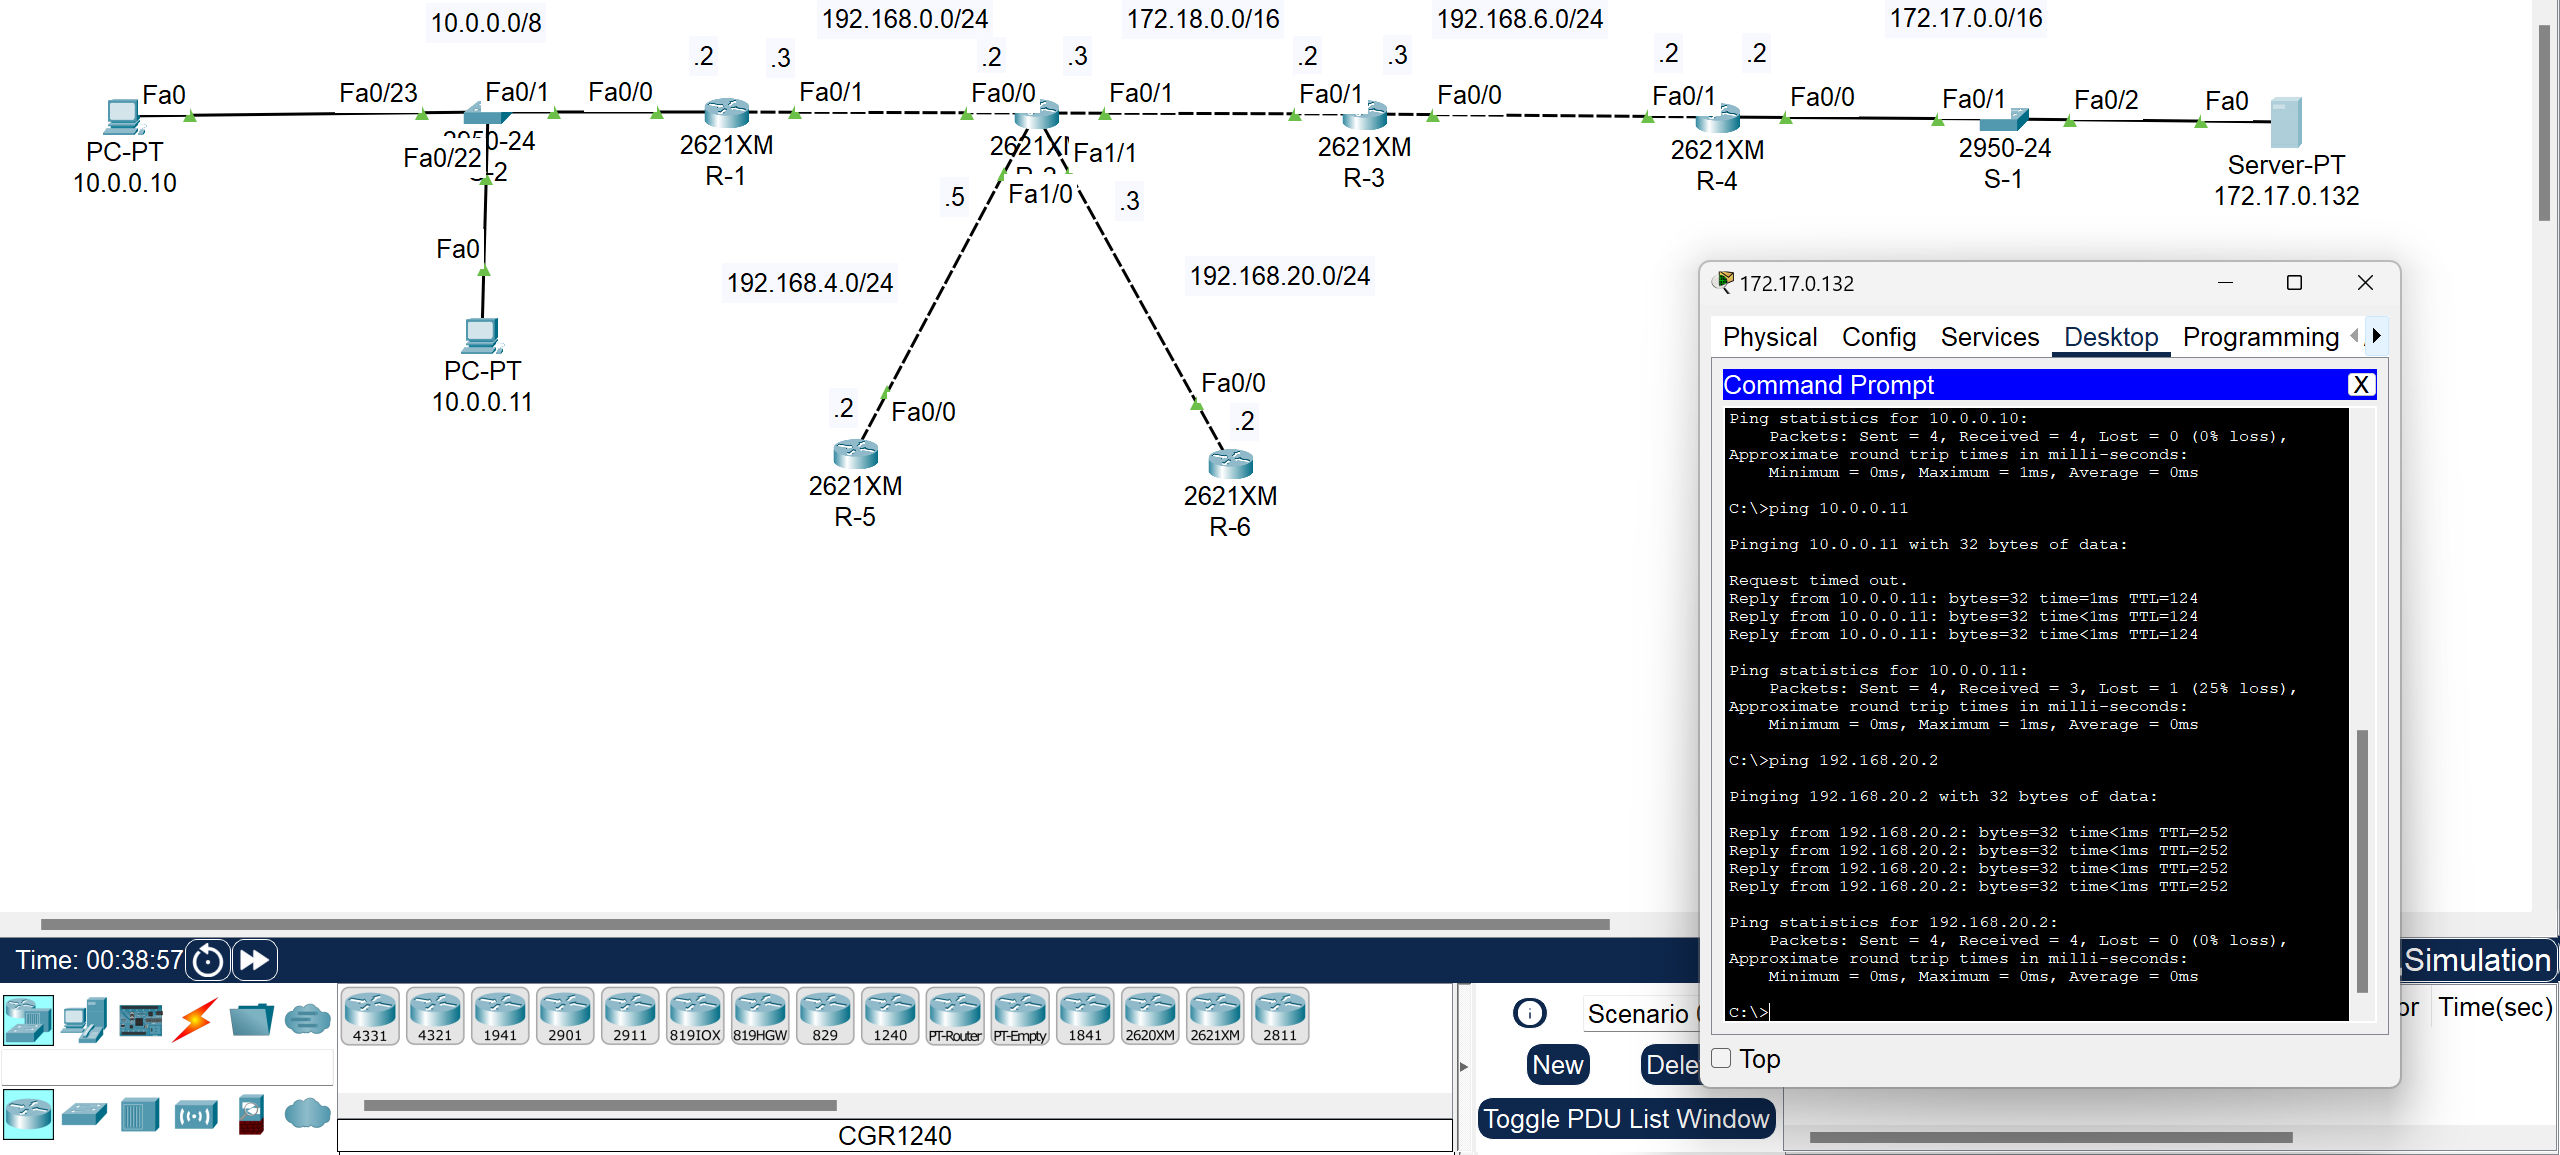 10.0.0.0/8
192.168.0.0/24
172.18.0.0/16
192.168.6.0/24
172.17.0.0/16
.2
.3
.2
.3
.2
.3
.2
.2
Fa0
Fa0/23
Fa0/1
Fa0/0
Fa0/1
Fa0/0
Fa0/1
Fa0/1
Fa0/0
Fa0/1
Fa0/0
Fa0/1
Fa0/2
Fa0
PC-PT
10.0.0.10
Fa0/22
2621XM
R-1
Fa1/1
Fa1/0
.5
.3
2621XM
R-3
2621XM
R-4
2950-24
S-1
Server-PT
172.17.0.132
Fa0
PC-PT
10.0.0.11
192.168.4.0/24
192.168.20.0/24
.2
Fa0/0
2621XM
R-5
Fa0/0
.2
2621XM
R-6
172.17.0.132
Physical Config Services Desktop Programming
Command Prompt X
Ping statistics for 10.0.0.10:
Packets: Sent = 4, Received = 4, Lost = 0 (0% loss),
Approximate round trip times in milli-seconds:
Minimum = 0ms, Maximum = 1ms, Average = 0ms
C:\>ping 10.0.0.11
Pinging 10.0.0.11 with 32 bytes of data:
Request timed out.
Reply from 10.0.0.11: bytes=32 time=1ms TTL=124
Reply from 10.0.0.11: bytes=32 time<1ms TTL=124
Reply from 10.0.0.11: bytes=32 time<1ms TTL=124
Ping statistics for 10.0.0.11:
Packets: Sent = 4, Received = 3, Lost = 1 (25% loss),
Approximate round trip times in milli-seconds:
Minimum = 0ms, Maximum = 1ms, Average = 0ms
C:\>ping 192.168.20.2
Pinging 192.168.20.2 with 32 bytes of data:
Reply from 192.168.20.2: bytes=32 time<1ms TTL=252
Reply from 192.168.20.2: bytes=32 time<1ms TTL=252
Reply from 192.168.20.2: bytes=32 time<1ms TTL=252
Reply from 192.168.20.2: bytes=32 time<1ms TTL=252
Ping statistics for 192.168.20.2:
Packets: Sent = 4, Received = 4, Lost = 0 (0% loss),
Approximate round trip times in milli-seconds:
Minimum = 0ms, Maximum = 0ms, Average = 0ms
C:\>
Top
Time: 00:38:57
Simulation
4331 4321 1941 2901 2911 819IOX 819HGW 829 1240 PT-Router PT-Empty 1841 2620XM 2621XM 2811
CGR1240
Scenario
New
Toggle PDU List Window
Time(sec)